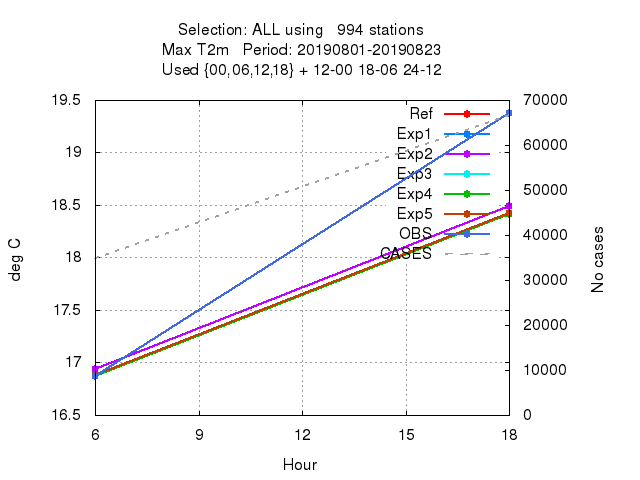 Selection: ALL using   994 stations
Max T2m   Period: 20190801-20190823
Used {00,06,12,18} + 12-00 18-06 24-12
19.5
19
18.5
18
17.5
17
16.5
deg C
70000
60000
50000
40000
30000
20000
10000
0
No cases
Ref
Exp1
Exp2
Exp3
Exp4
Exp5
OBS
CASES
6
9
12
15
18
Hour